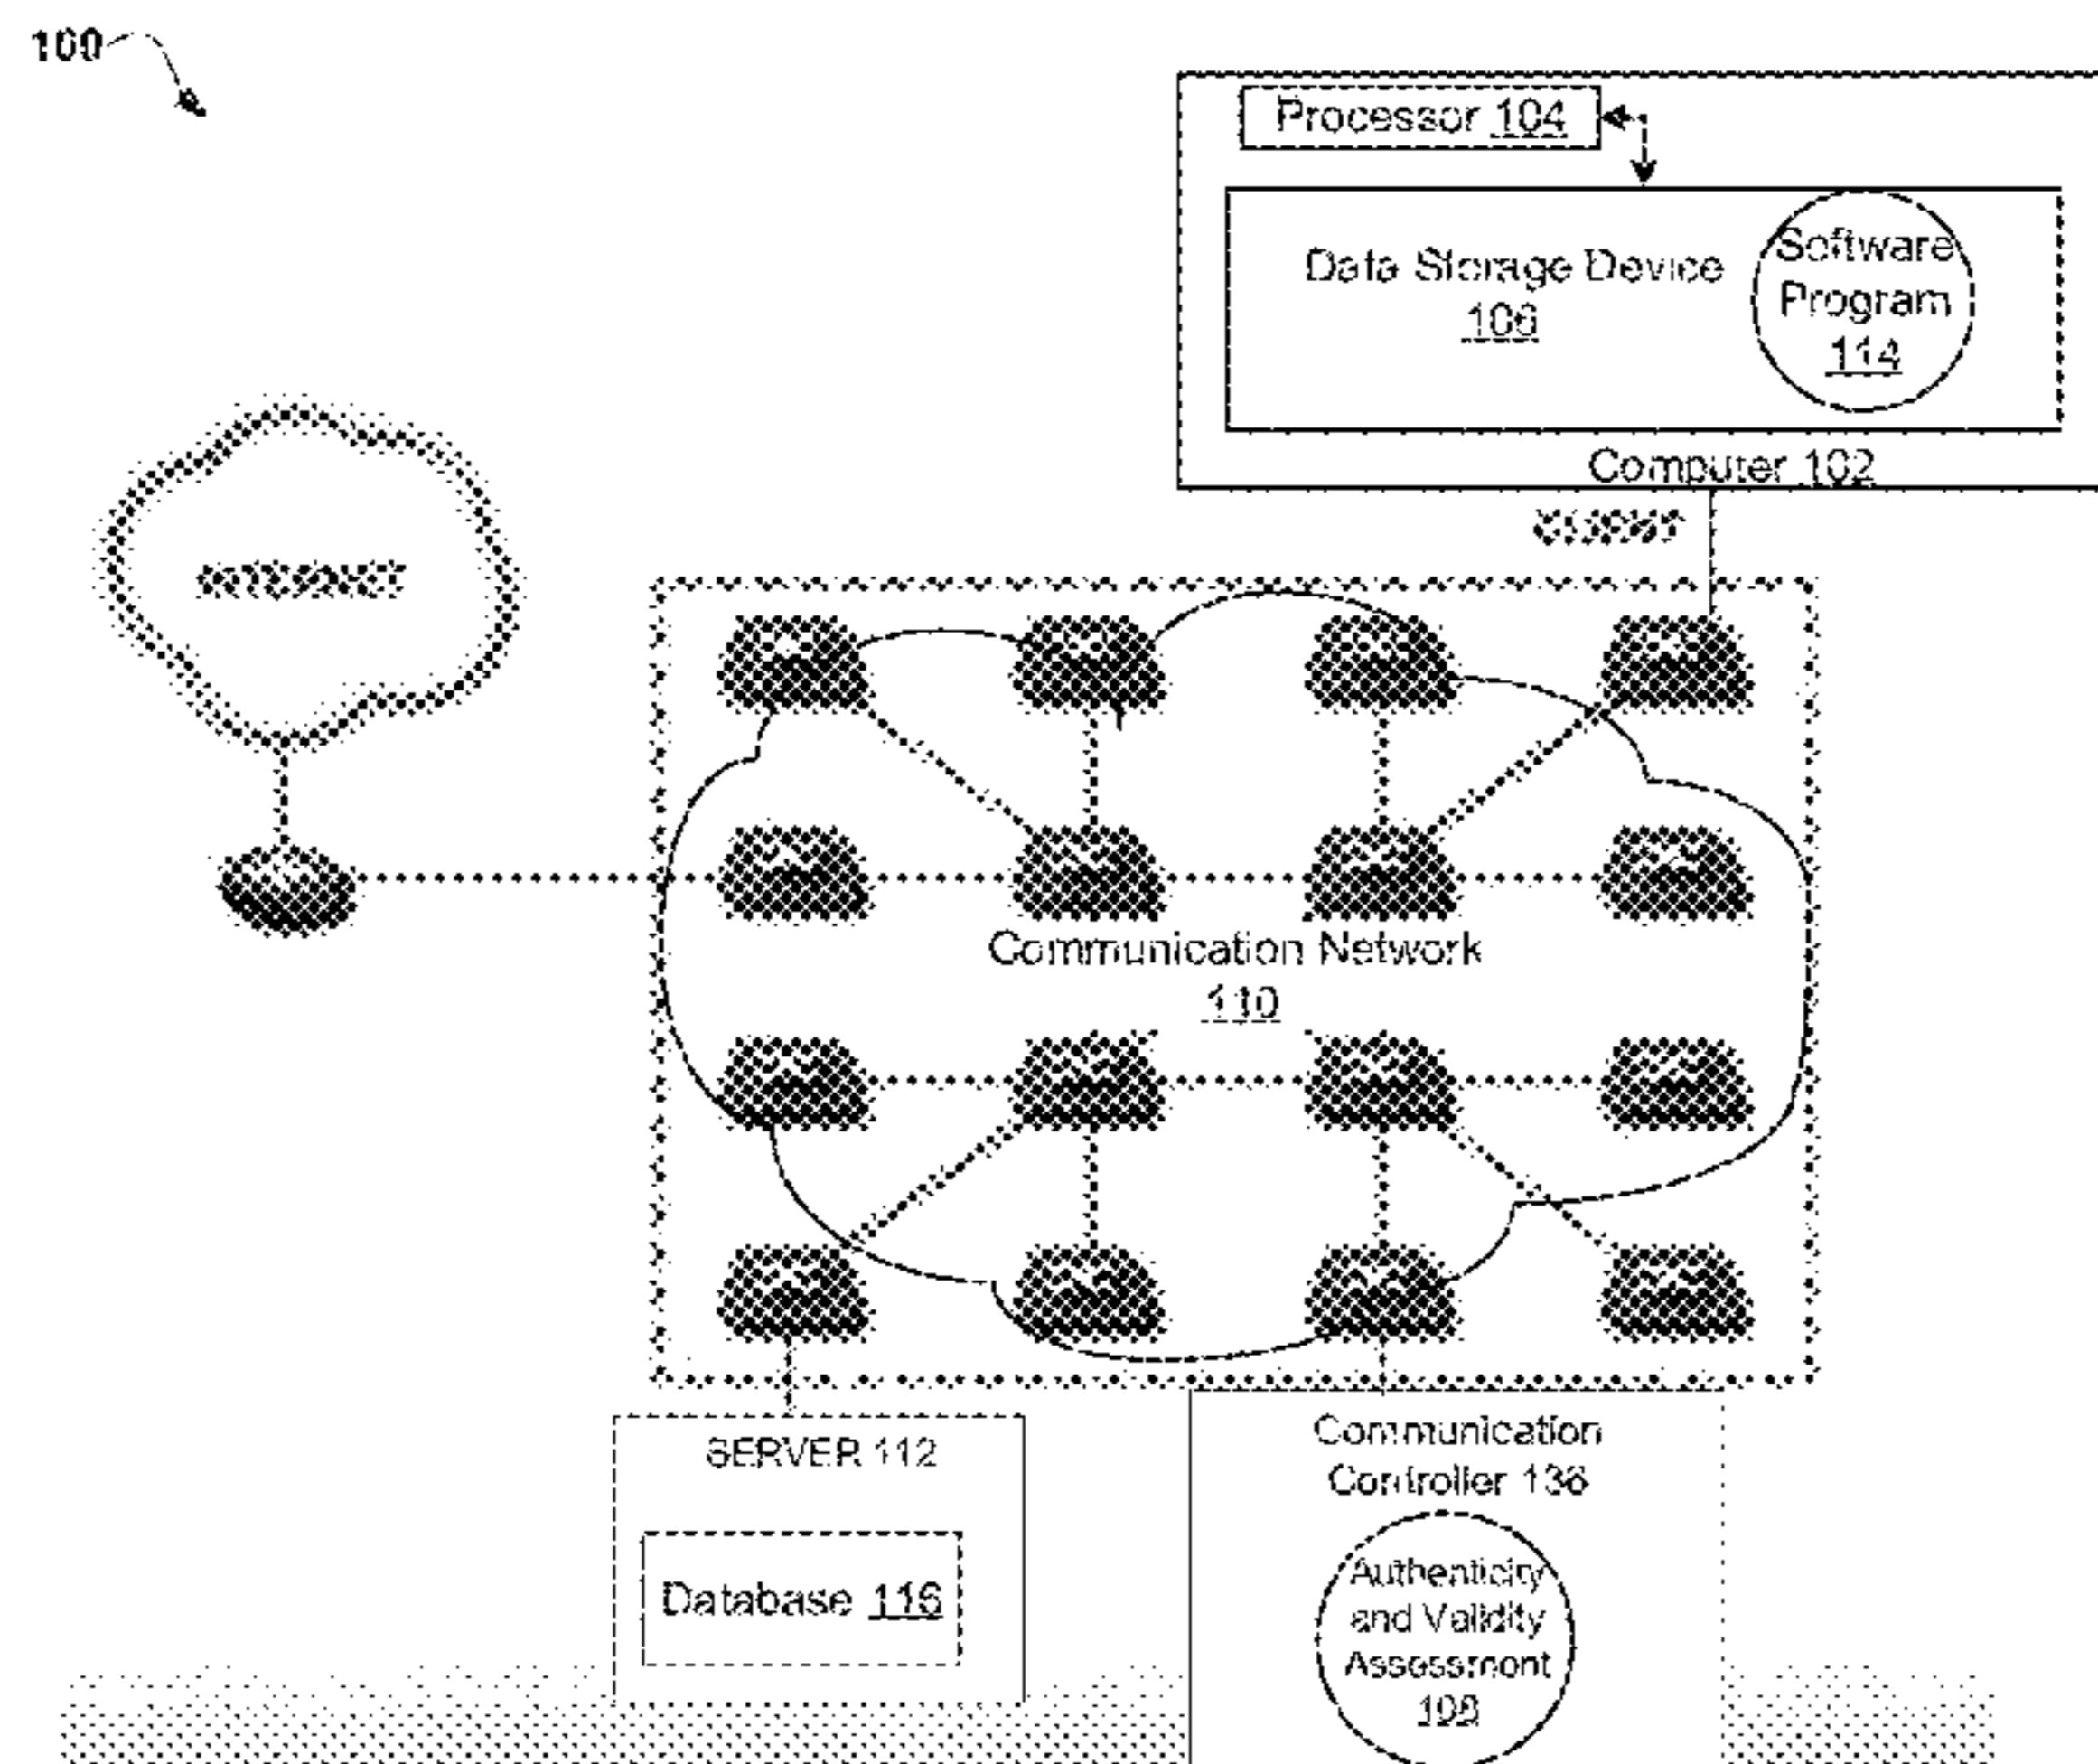 100
Processor 104
Data Storage Device
106
Software
Program
114
Computer 102
Communication Network
110
SERVER 112
Database 116
Communication
Controller 136
Authenticity
and Validity
Assessment
108